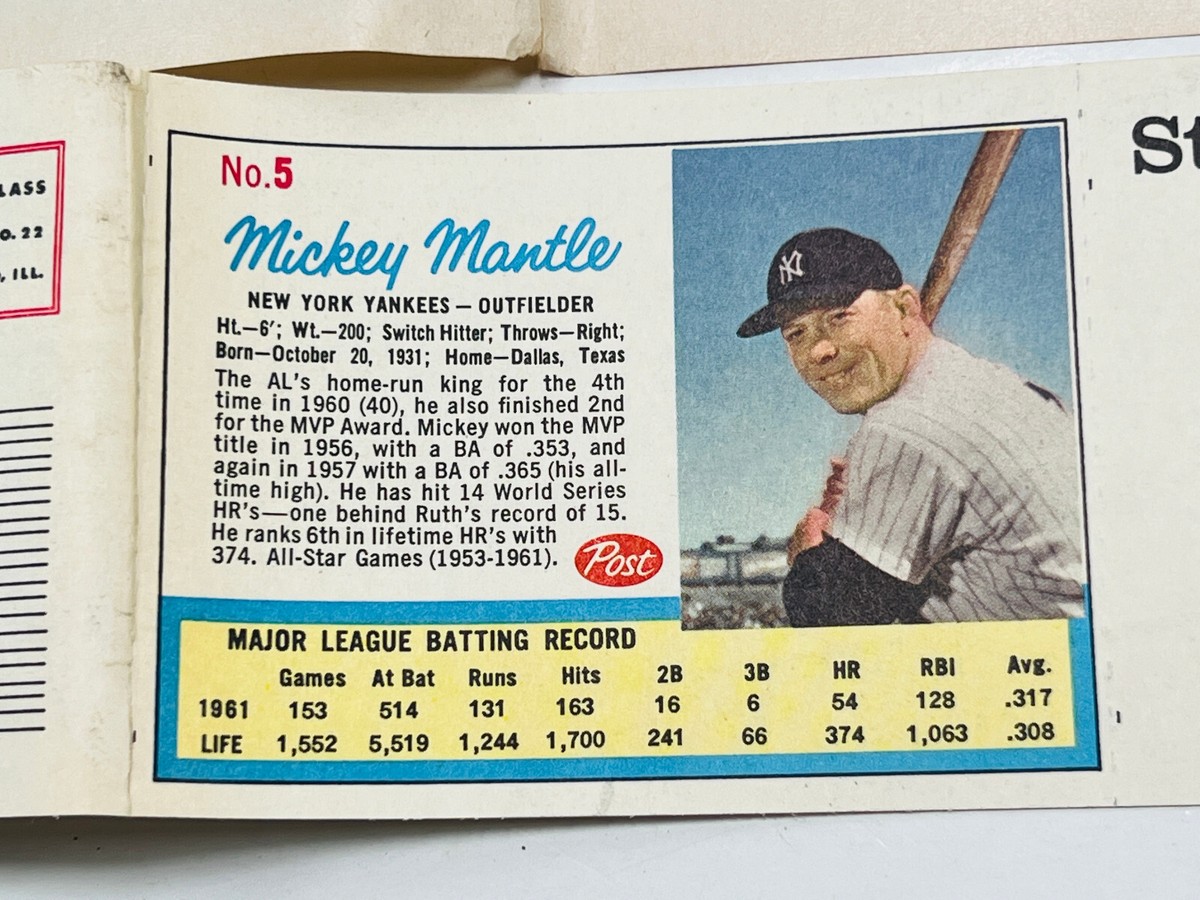 LASS
O. 22
, ILL.
No.5
Mickey Mantle
NEW YORK YANKEES — OUTFIELDER
Ht.—6'; Wt.—200; Switch Hitter; Throws—Right;
Born—October 20, 1931; Home—Dallas, Texas
The AL's home-run king for the 4th
time in 1960 (40), he also finished 2nd
for the MVP Award. Mickey won the MVP
title in 1956, with a BA of .353, and
again in 1957 with a BA of .365 (his all-
time high). He has hit 14 World Series
HR's—one behind Ruth's record of 15.
He ranks 6th in lifetime HR's with
374. All-Star Games (1953-1961).
Post
NY
MAJOR LEAGUE BATTING RECORD
Games At Bat Runs Hits 2B 3B HR RBI Avg.
1961 153 514 131 163 16 6 54 128 .317
LIFE 1,552 5,519 1,244 1,700 241 66 374 1,063 .308
St